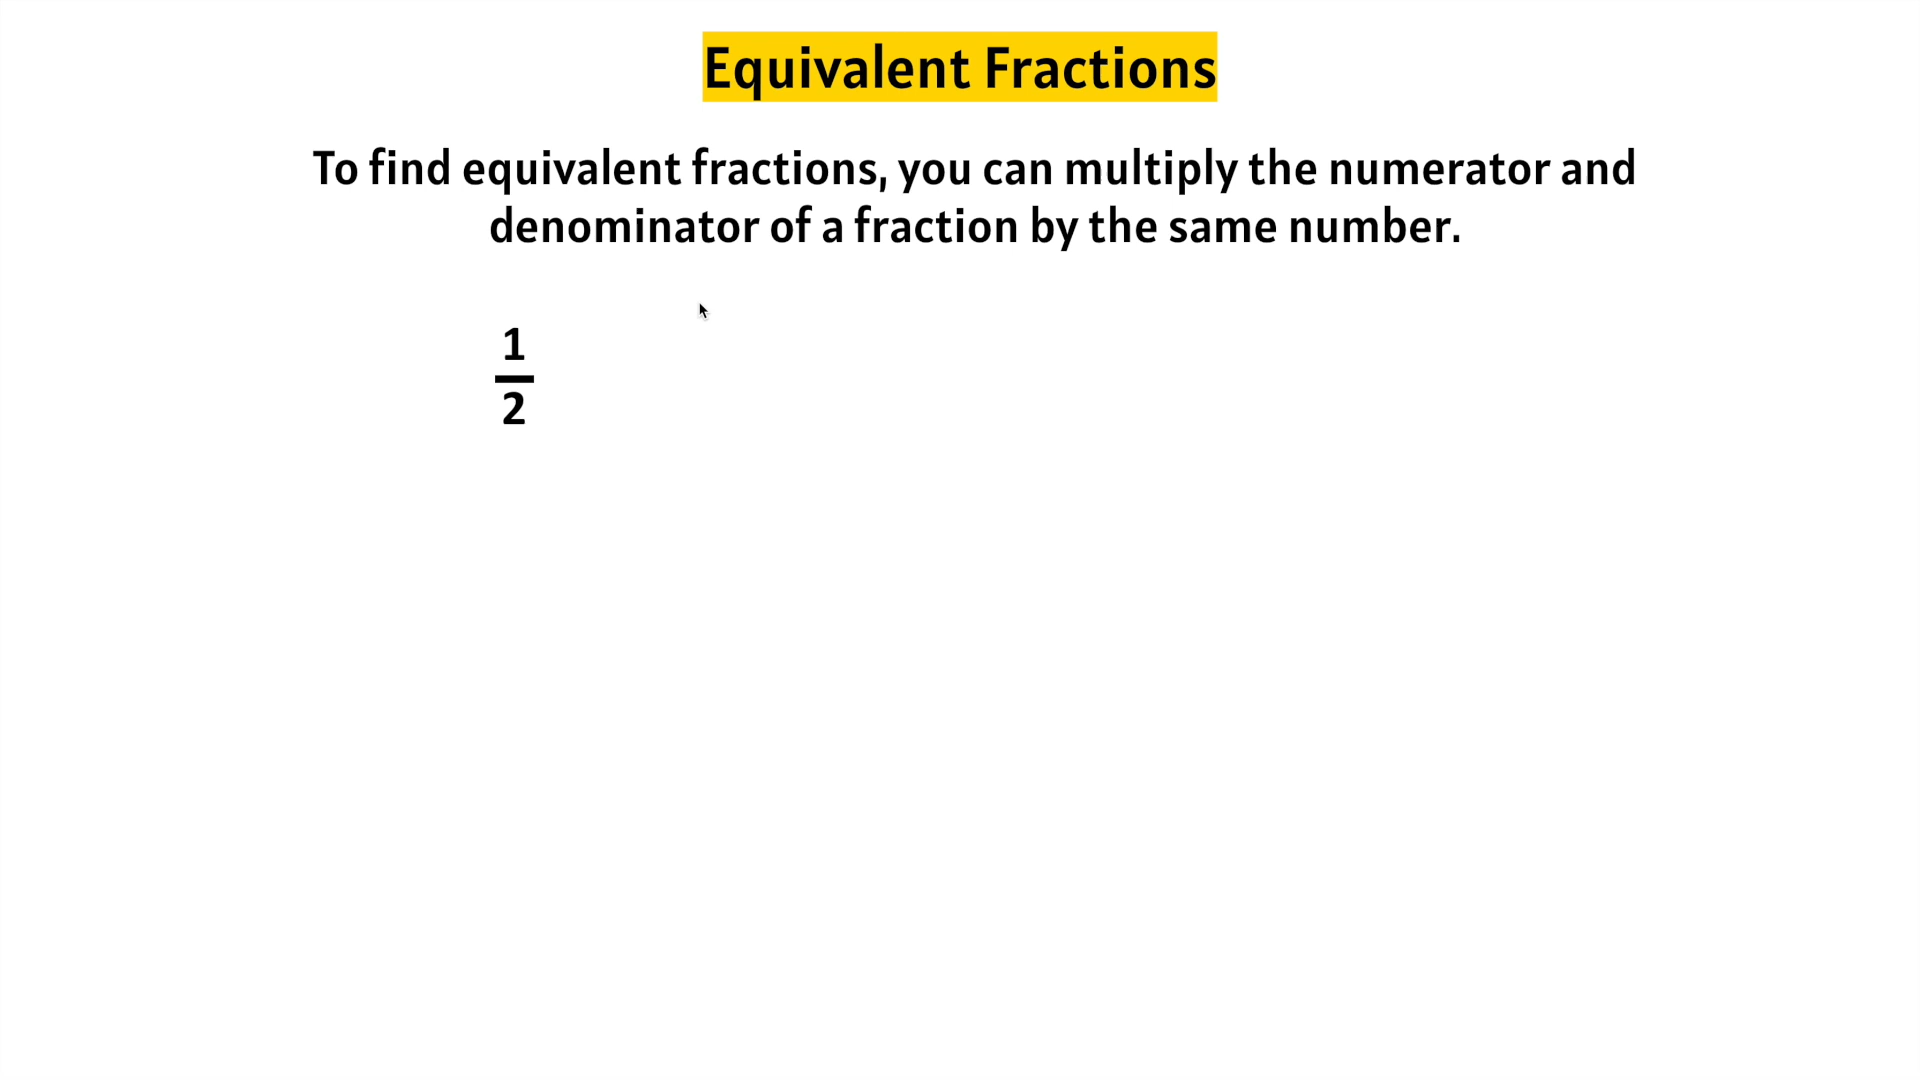 Equivalent Fractions
To find equivalent fractions, you can multiply the numerator and
denominator of a fraction by the same number.
1
2